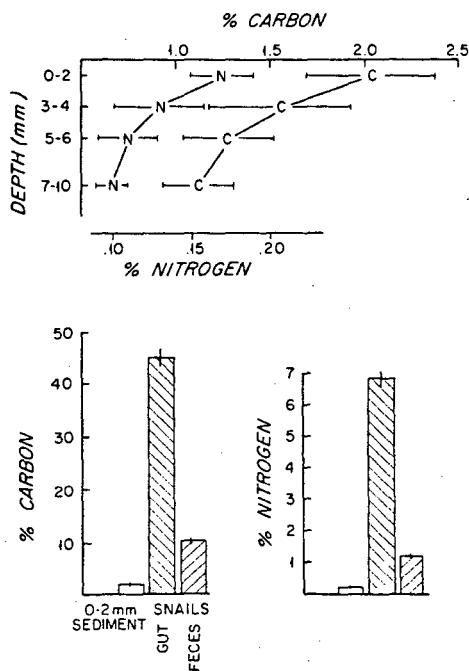 % CARBON
1.0 1.5 2.0 2.5
DEPTH (mm)
0-2 N C
3-4 N C
5-6 N C
7-10 N C
.10 .15 .20
% NITROGEN
% CARBON
50
40
30
20
10
0-2mm SNAILS
SEDIMENT
GUT
FECES
% NITROGEN
7
6
5
4
3
2
1